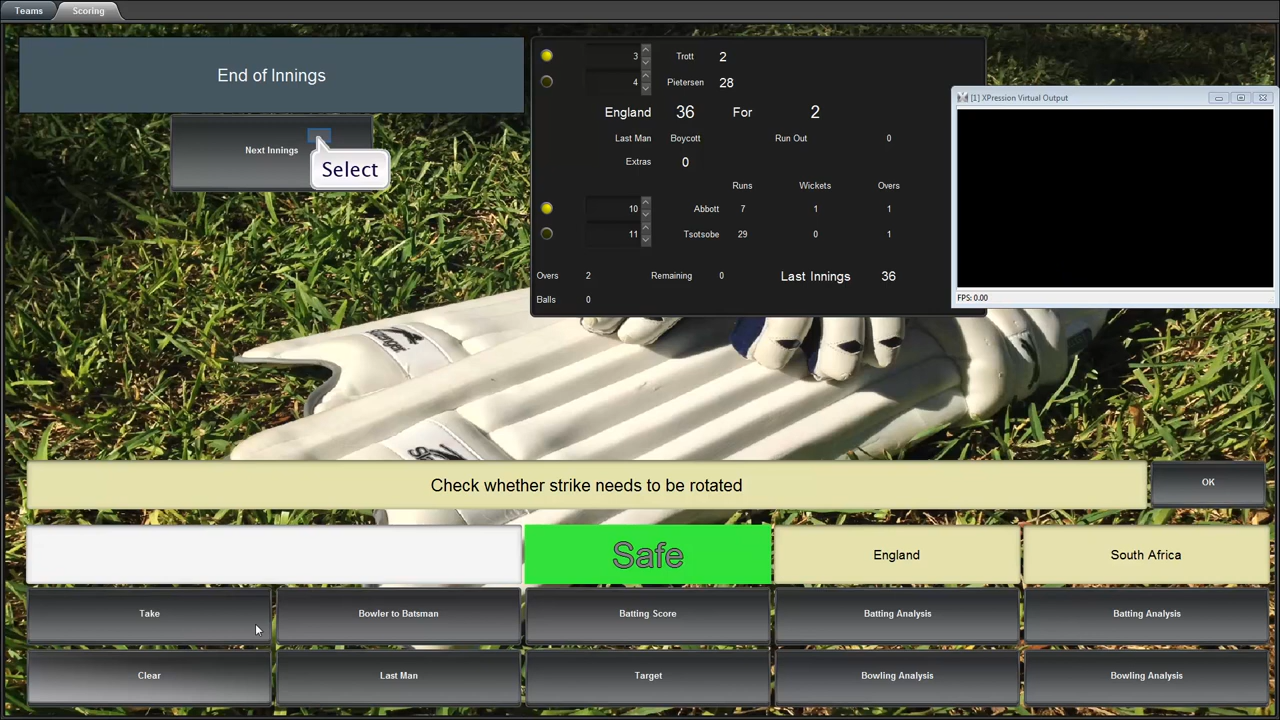 Teams Scoring
End of Innings
Next Innings
Select
3 Trott 2
4 Pietersen 28
England 36 For 2
Last Man Boycott Run Out 0
Extras 0
Runs Wickets Overs
10 Abbott 7 1 1
11 Tsotsobe 29 0 1
Overs 2 Remaining 0 Last Innings 36
Balls 0
[1] XPression Virtual Output
FPS: 0.00
Check whether strike needs to be rotated OK
Safe England South Africa
Take Bowler to Batsman Batting Score Batting Analysis Batting Analysis
Clear Last Man Target Bowling Analysis Bowling Analysis